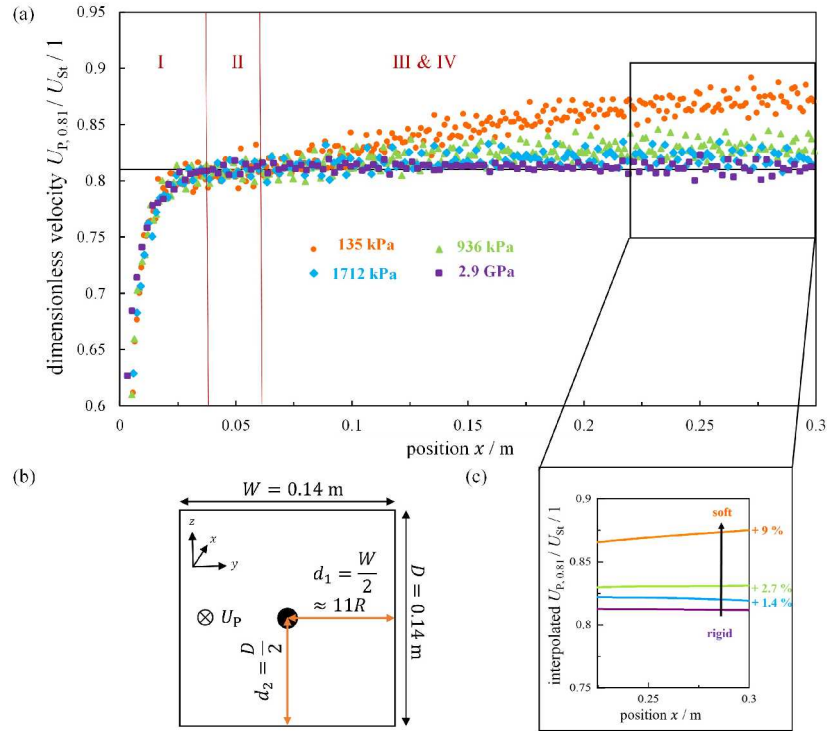 (a)
0.95
0.9
0.85
0.8
0.75
0.7
0.65
0.6
dimensionless velocity U_P, 0.81 / U_St / 1
I
II
III & IV
135 kPa
936 kPa
1712 kPa
2.9 GPa
0
0.05
0.1
0.15
0.2
0.25
0.3
position x / m
(b)
W = 0.14 m
z
x
y
d₁ = W/2
≈ 11R
U_P
d₂ = D/2
D = 0.14 m
(c)
0.9
0.85
0.8
0.75
interpolated U_P, 0.81 / U_St / 1
soft
+ 9 %
+ 2.7 %
+ 1.4 %
rigid
0.25
0.3
position x / m